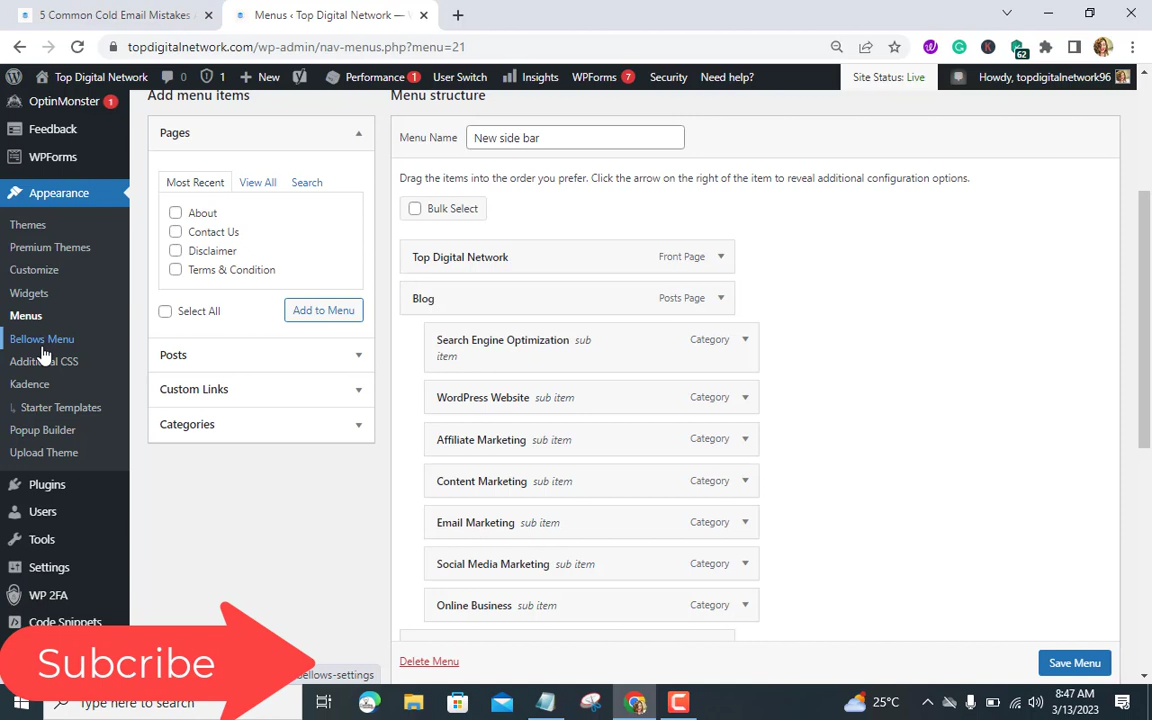 5 Common Cold Email Mistakes
Menus ‹ Top Digital Network —
topdigitalnetwork.com/wp-admin/nav-menus.php?menu=21
62
Top Digital Network
0
1
New
Performance 1
User Switch
Insights
WPForms 7
Security
Need help?
Site Status: Live
Howdy, topdigitalnetwork96
OptinMonster 1
Feedback
WPForms
Appearance
Themes
Premium Themes
Customize
Widgets
Menus
Bellows Menu
Additional CSS
Kadence
Starter Templates
Popup Builder
Upload Theme
Plugins
Users
Tools
Settings
WP 2FA
Code Snippets
Add menu items
Pages
Most Recent
View All
Search
About
Contact Us
Disclaimer
Terms & Condition
Select All
Add to Menu
Posts
Custom Links
Categories
Menu structure
Menu Name
New side bar
Drag the items into the order you prefer. Click the arrow on the right of the item to reveal additional configuration options.
Bulk Select
Top Digital Network Front Page
Blog Posts Page
Search Engine Optimization sub item Category
WordPress Website sub item Category
Affiliate Marketing sub item Category
Content Marketing sub item Category
Email Marketing sub item Category
Social Media Marketing sub item Category
Online Business sub item Category
Delete Menu
Save Menu
Subcribe
bellows-settings
Type here to search
25°C
8:47 AM
3/13/2023